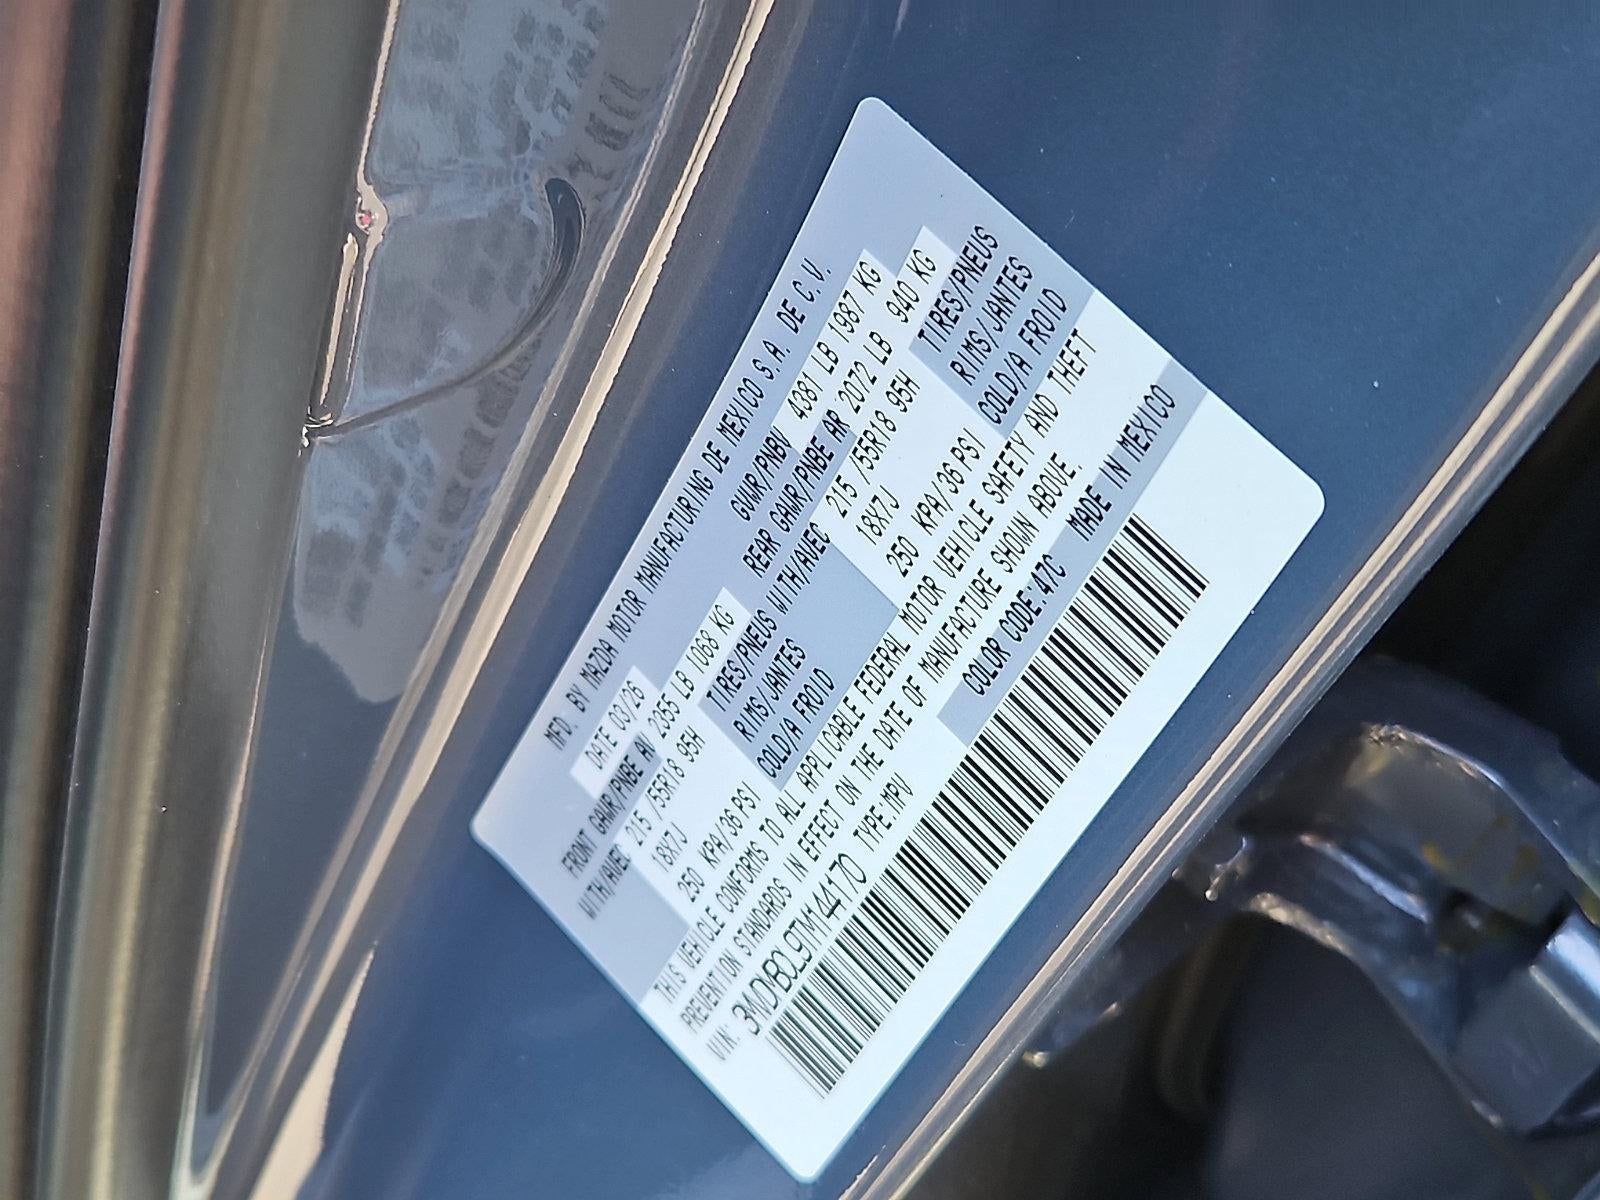 MFD. BY MAZDA MOTOR MANUFACTURING DE MEXICO S.A. DE C.V.
DATE 03/26 GVWR/PNBV 4381 LB 1987 KG
FRONT GAWR/PNBE AV 2355 LB 1068 KG REAR GAWR/PNBE AR 2072 LB 940 KG
WITH/AVEC 215 /55R18 95H TIRES/PNEUS WITH/AVEC 215 /55R18 95H TIRES/PNEUS
18X7J RIMS/JANTES 18X7J RIMS/JANTES
250 KPA/36 PSI COLD/A FROID 250 KPA/36 PSI COLD/A FROID
THIS VEHICLE CONFORMS TO ALL APPLICABLE FEDERAL MOTOR VEHICLE SAFETY AND THEFT
PREVENTION STANDARDS IN EFFECT ON THE DATE OF MANUFACTURE SHOWN ABOVE.
VIN: 3MVDMBCL9TM144170 TYPE:MPV COLOR CODE:47C MADE IN MEXICO